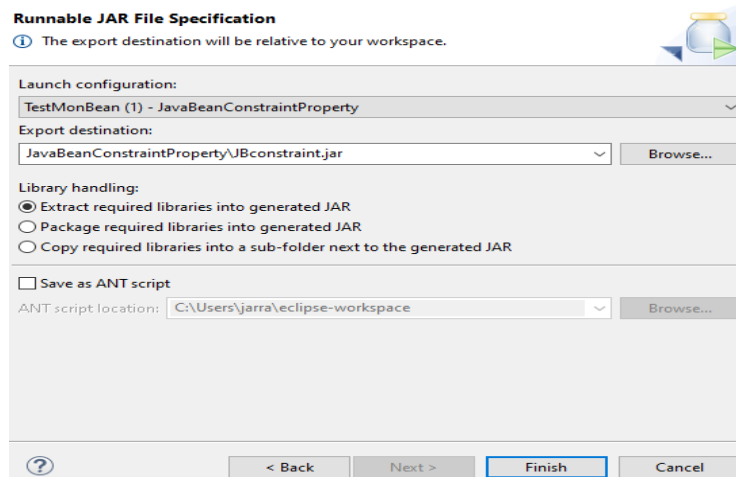 Runnable JAR File Specification
The export destination will be relative to your workspace.
Launch configuration:
TestMonBean (1) - JavaBeanConstraintProperty
Export destination:
JavaBeanConstraintProperty\JBconstraint.jar
Browse...
Library handling:
Extract required libraries into generated JAR
Package required libraries into generated JAR
Copy required libraries into a sub-folder next to the generated JAR
Save as ANT script
ANT script location: C:\Users\jarra\eclipse-workspace Browse...
? < Back Next > Finish Cancel